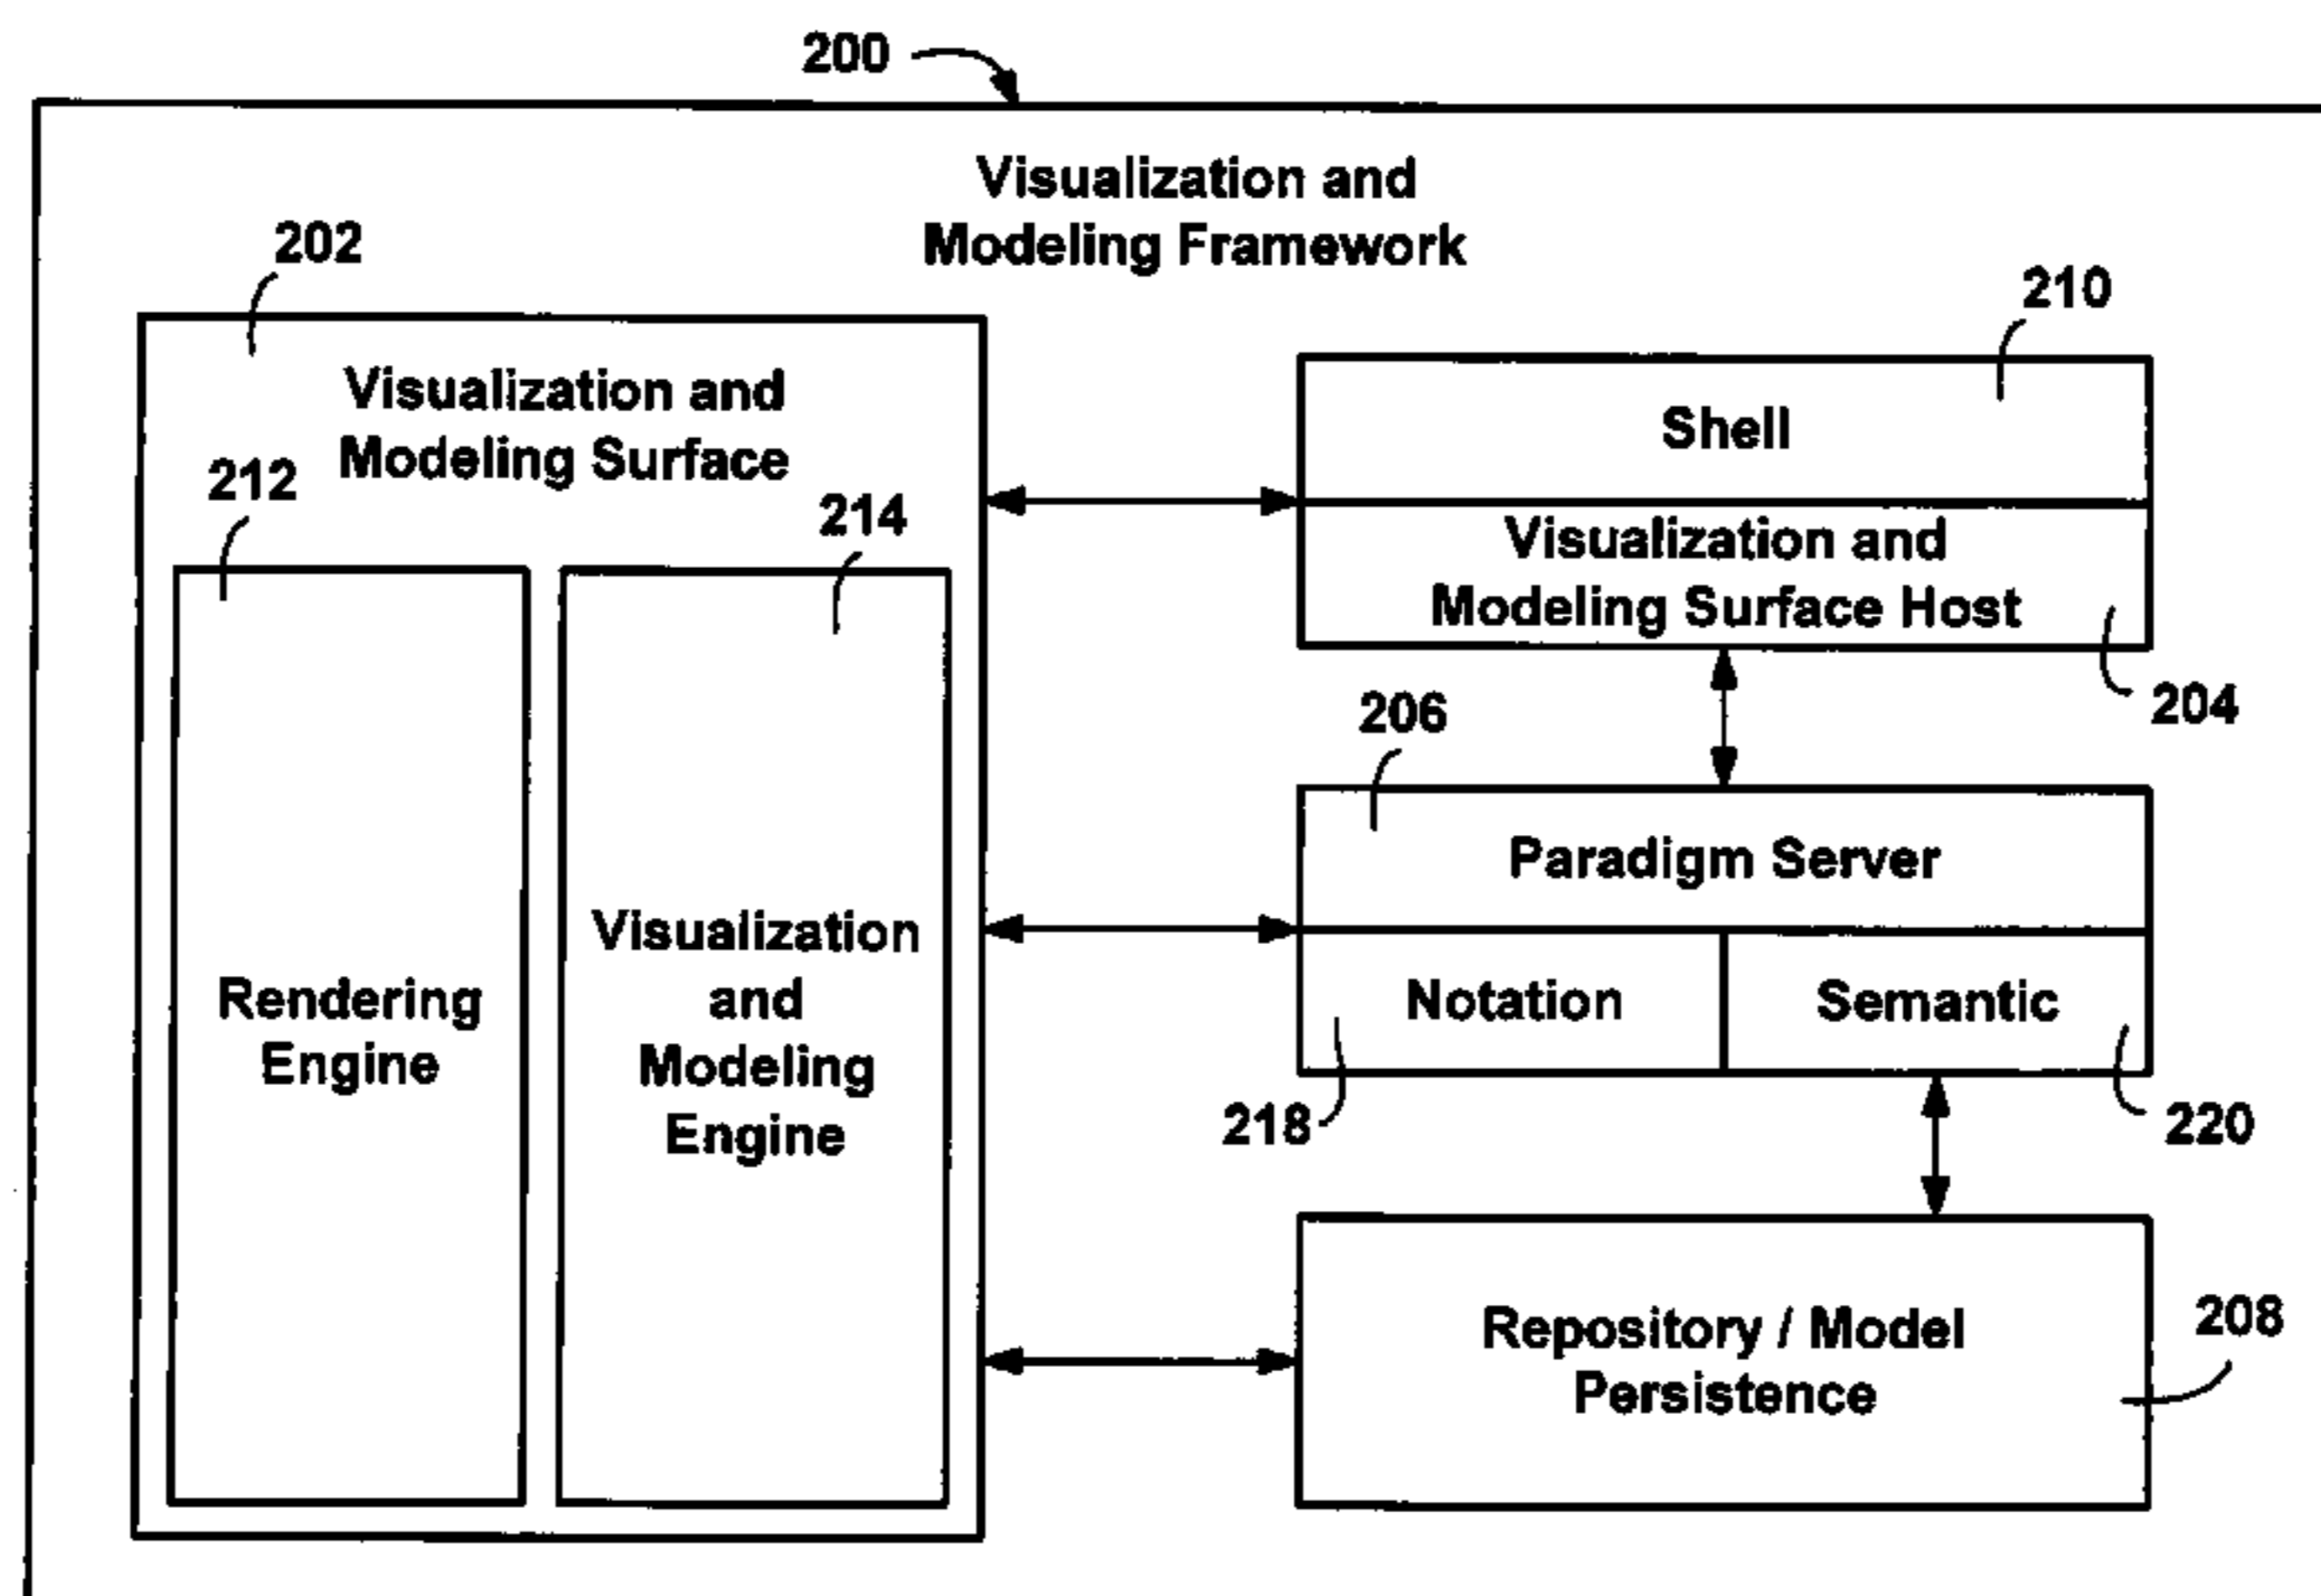 200
Visualization and
Modeling Framework
202
Visualization and
Modeling Surface
212
214
Rendering
Engine
Visualization
and
Modeling
Engine
210
Shell
Visualization and
Modeling Surface Host
204
206
Paradigm Server
Notation
Semantic
218
220
Repository / Model
Persistence
208